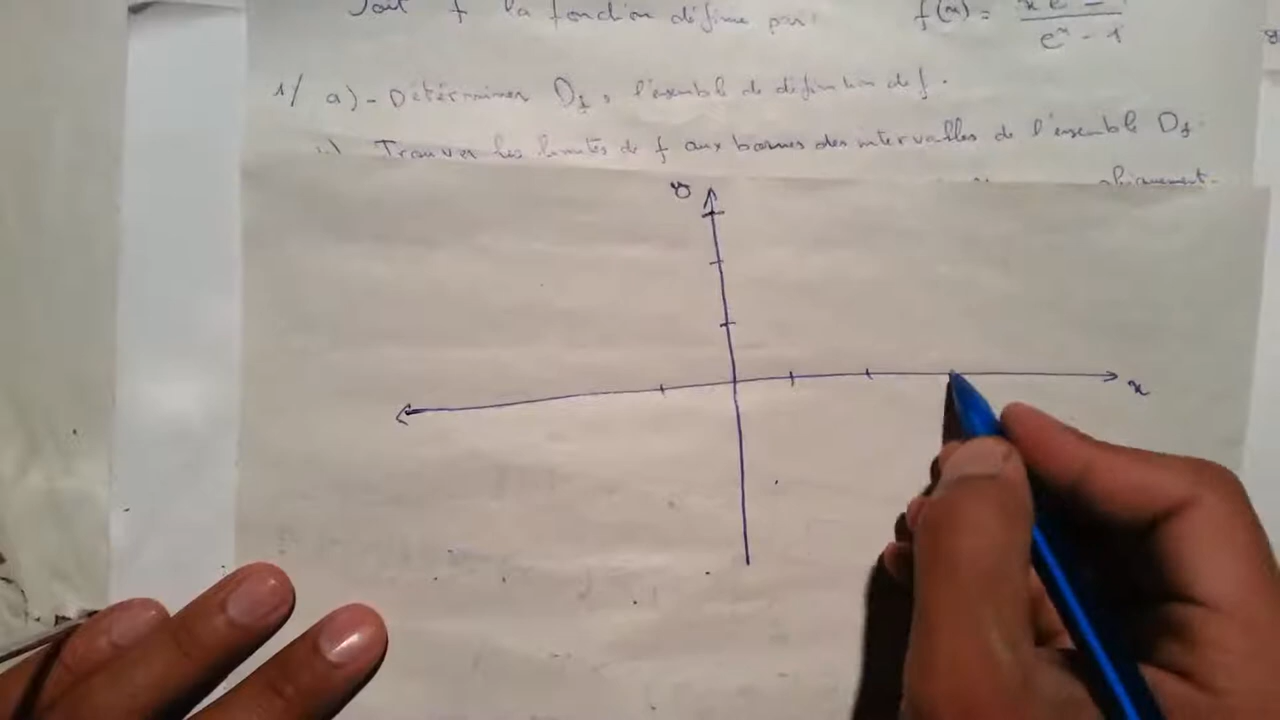 Soit f la fonction définie par f(x) = x e – / e^x - 1
1/ a) - Déterminer D_f, l'ensemble de définition de f.
Trouver les limites de f aux bornes des intervalles de l'ensemble D_f
phiquement.
y
x